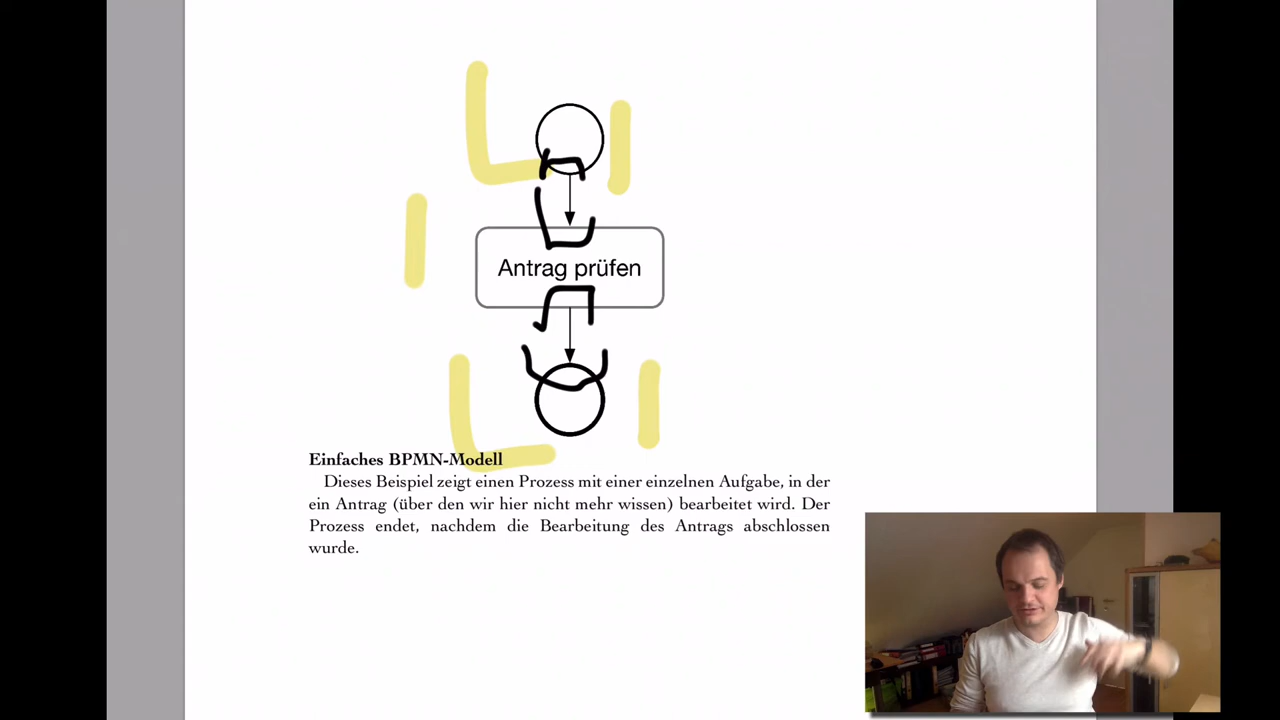 Antrag prüfen
Einfaches BPMN-Modell
Dieses Beispiel zeigt einen Prozess mit einer einzelnen Aufgabe, in der
ein Antrag (über den wir hier nicht mehr wissen) bearbeitet wird. Der
Prozess endet, nachdem die Bearbeitung des Antrags abschlossen
wurde.